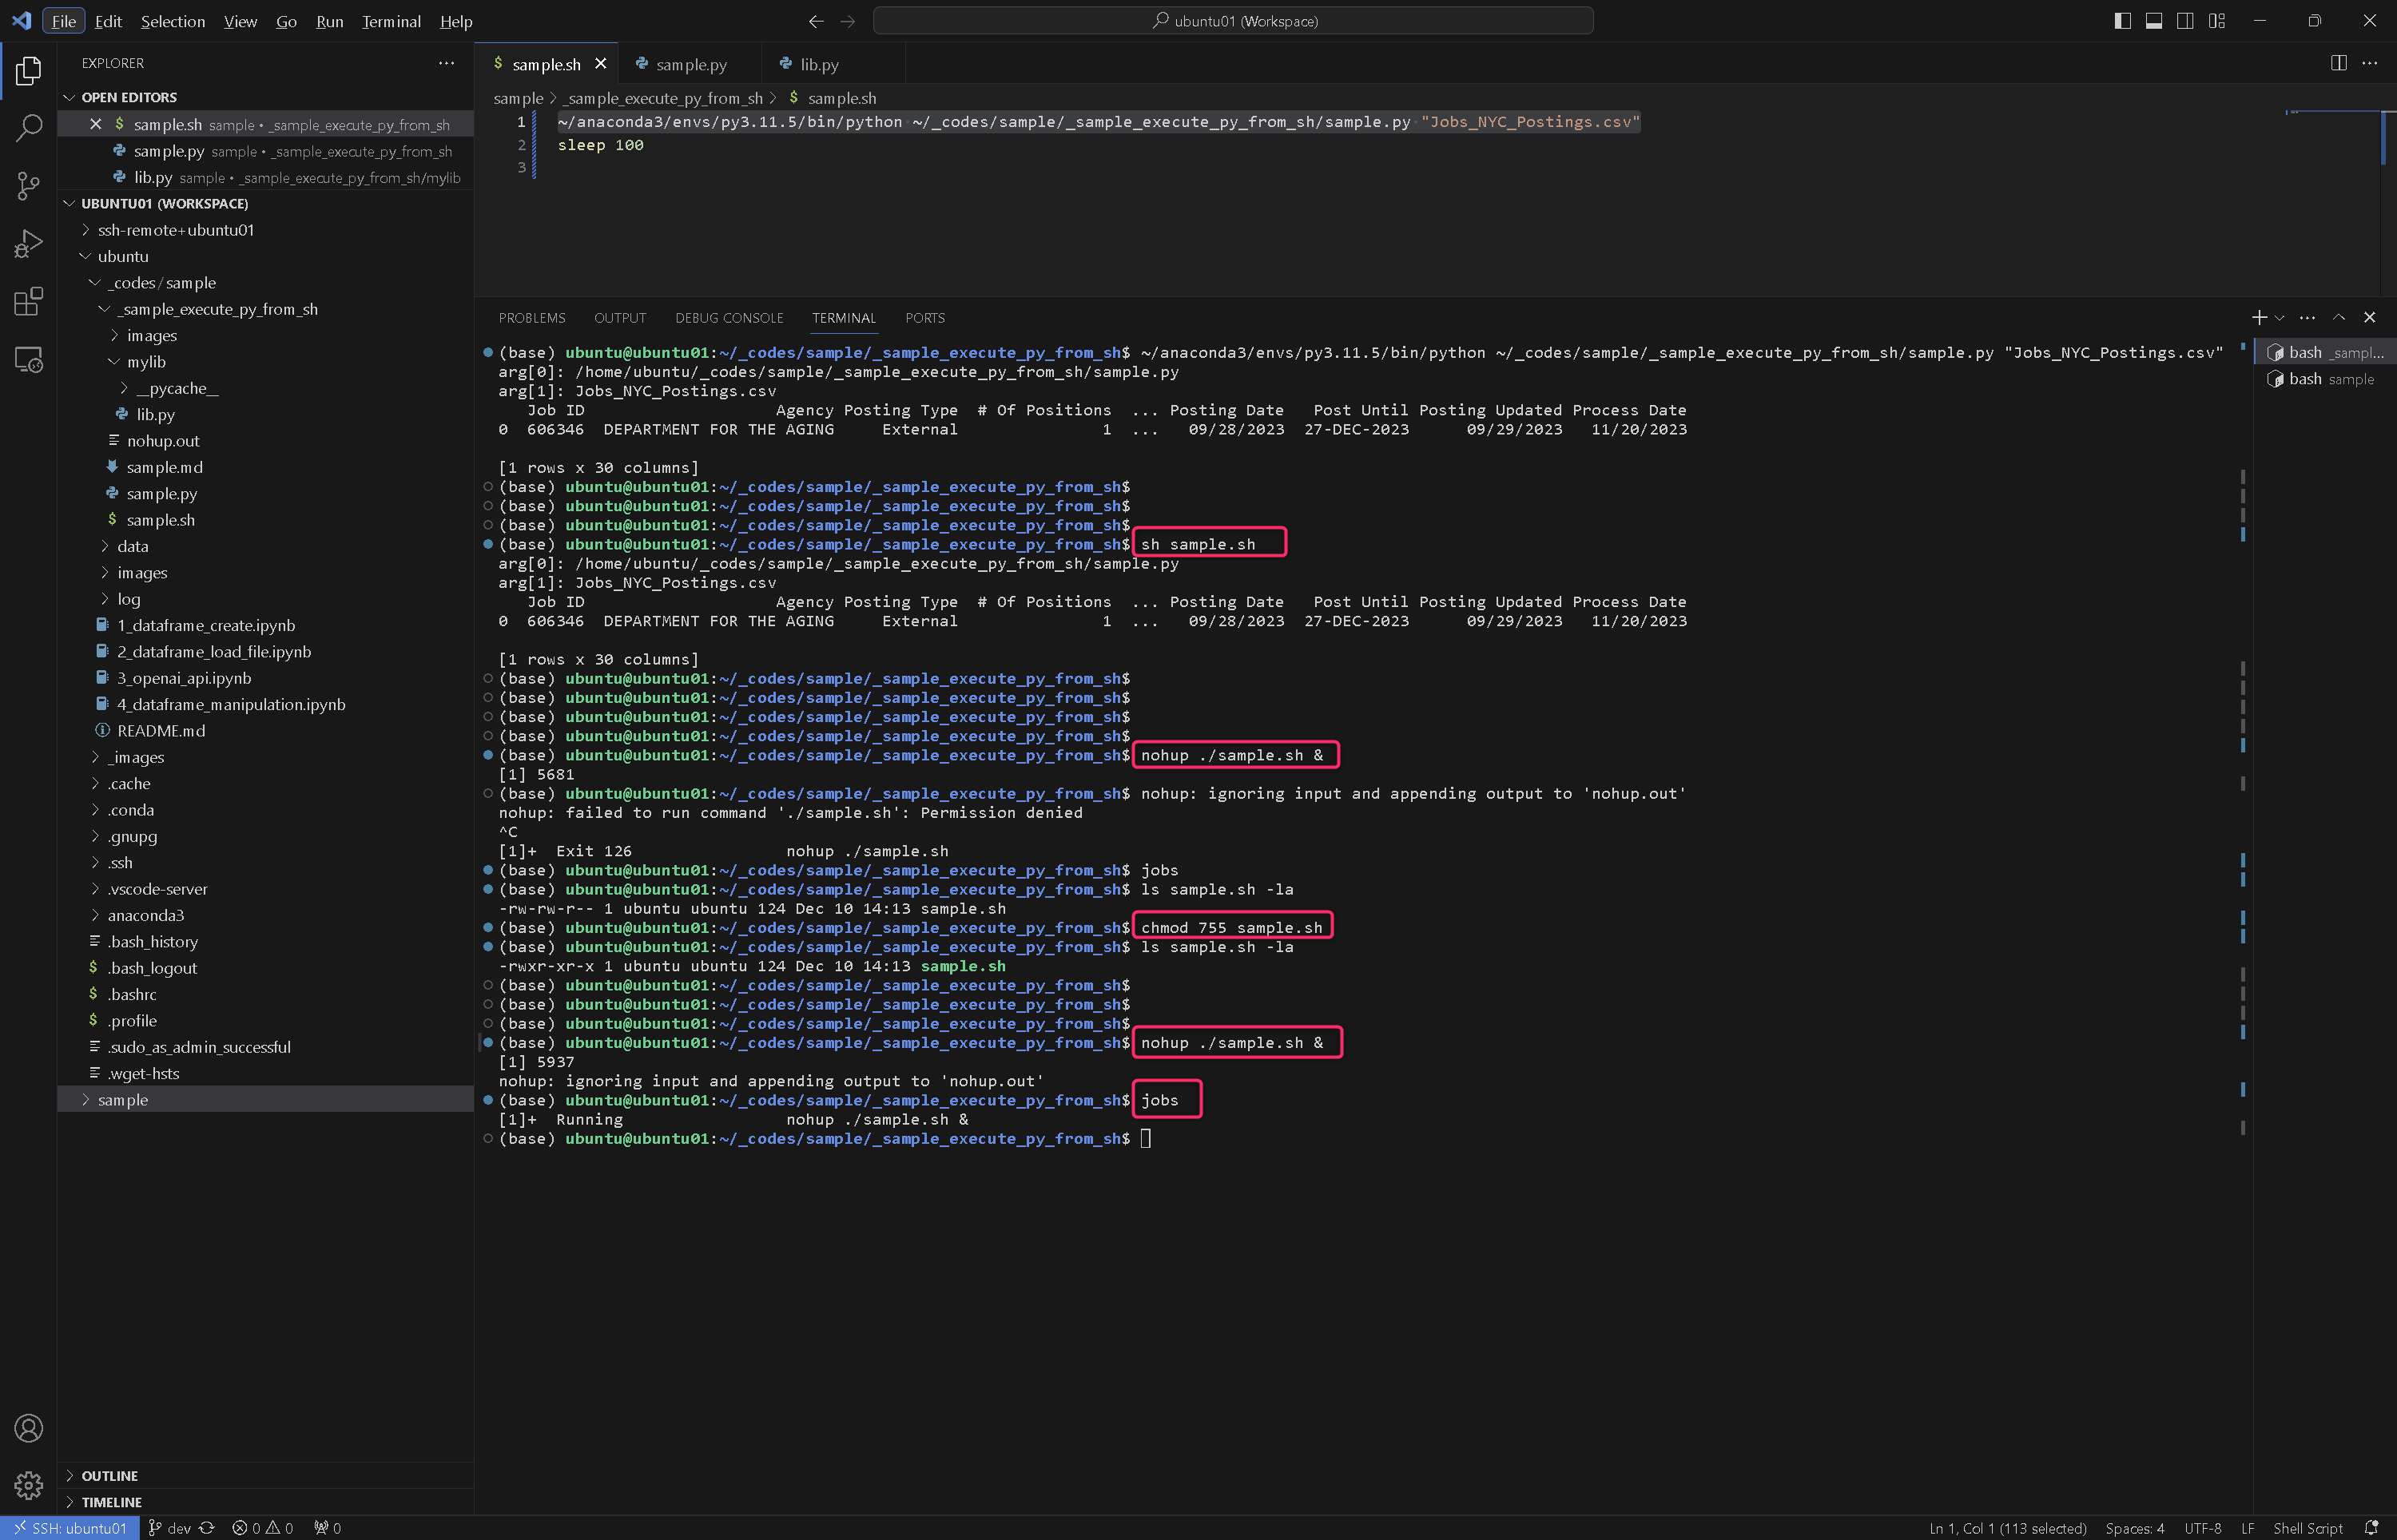 File Edit Selection View Go Run Terminal Help
ubuntu01 (Workspace)
EXPLORER
OPEN EDITORS
sample.sh sample • _sample_execute_py_from_sh
sample.py sample • _sample_execute_py_from_sh
lib.py sample • _sample_execute_py_from_sh/mylib
UBUNTU01 (WORKSPACE)
ssh-remote+ubuntu01
ubuntu
_codes / sample
_sample_execute_py_from_sh
images
mylib
__pycache__
lib.py
nohup.out
sample.md
sample.py
sample.sh
data
images
log
1_dataframe_create.ipynb
2_dataframe_load_file.ipynb
3_openai_api.ipynb
4_dataframe_manipulation.ipynb
README.md
_images
.cache
.conda
.gnupg
.ssh
.vscode-server
anaconda3
.bash_history
.bash_logout
.bashrc
.profile
.sudo_as_admin_successful
.wget-hsts
sample
OUTLINE
TIMELINE
sample.sh sample.py lib.py
sample > _sample_execute_py_from_sh > $ sample.sh
1 ~/anaconda3/envs/py3.11.5/bin/python ~/_codes/sample/_sample_execute_py_from_sh/sample.py "Jobs_NYC_Postings.csv"
2 sleep 100
3
PROBLEMS OUTPUT DEBUG CONSOLE TERMINAL PORTS
(base) ubuntu@ubuntu01:~/_codes/sample/_sample_execute_py_from_sh$ ~/anaconda3/envs/py3.11.5/bin/python ~/_codes/sample/_sample_execute_py_from_sh/sample.py "Jobs_NYC_Postings.csv"
arg[0]: /home/ubuntu/_codes/sample/_sample_execute_py_from_sh/sample.py
arg[1]: Jobs_NYC_Postings.csv
Job ID Agency Posting Type # Of Positions ... Posting Date Post Until Posting Updated Process Date
0 606346 DEPARTMENT FOR THE AGING External 1 ... 09/28/2023 27-DEC-2023 09/29/2023 11/20/2023
[1 rows x 30 columns]
(base) ubuntu@ubuntu01:~/_codes/sample/_sample_execute_py_from_sh$
(base) ubuntu@ubuntu01:~/_codes/sample/_sample_execute_py_from_sh$
(base) ubuntu@ubuntu01:~/_codes/sample/_sample_execute_py_from_sh$
(base) ubuntu@ubuntu01:~/_codes/sample/_sample_execute_py_from_sh$ sh sample.sh
arg[0]: /home/ubuntu/_codes/sample/_sample_execute_py_from_sh/sample.py
arg[1]: Jobs_NYC_Postings.csv
Job ID Agency Posting Type # Of Positions ... Posting Date Post Until Posting Updated Process Date
0 606346 DEPARTMENT FOR THE AGING External 1 ... 09/28/2023 27-DEC-2023 09/29/2023 11/20/2023
[1 rows x 30 columns]
(base) ubuntu@ubuntu01:~/_codes/sample/_sample_execute_py_from_sh$
(base) ubuntu@ubuntu01:~/_codes/sample/_sample_execute_py_from_sh$
(base) ubuntu@ubuntu01:~/_codes/sample/_sample_execute_py_from_sh$
(base) ubuntu@ubuntu01:~/_codes/sample/_sample_execute_py_from_sh$
(base) ubuntu@ubuntu01:~/_codes/sample/_sample_execute_py_from_sh$ nohup ./sample.sh &
[1] 5681
(base) ubuntu@ubuntu01:~/_codes/sample/_sample_execute_py_from_sh$ nohup: ignoring input and appending output to 'nohup.out'
nohup: failed to run command './sample.sh': Permission denied
^C
[1]+ Exit 126 nohup ./sample.sh
(base) ubuntu@ubuntu01:~/_codes/sample/_sample_execute_py_from_sh$ jobs
(base) ubuntu@ubuntu01:~/_codes/sample/_sample_execute_py_from_sh$ ls sample.sh -la
-rw-rw-r-- 1 ubuntu ubuntu 124 Dec 10 14:13 sample.sh
(base) ubuntu@ubuntu01:~/_codes/sample/_sample_execute_py_from_sh$ chmod 755 sample.sh
(base) ubuntu@ubuntu01:~/_codes/sample/_sample_execute_py_from_sh$ ls sample.sh -la
-rwxr-xr-x 1 ubuntu ubuntu 124 Dec 10 14:13 sample.sh
(base) ubuntu@ubuntu01:~/_codes/sample/_sample_execute_py_from_sh$
(base) ubuntu@ubuntu01:~/_codes/sample/_sample_execute_py_from_sh$
(base) ubuntu@ubuntu01:~/_codes/sample/_sample_execute_py_from_sh$
(base) ubuntu@ubuntu01:~/_codes/sample/_sample_execute_py_from_sh$ nohup ./sample.sh &
[1] 5937
nohup: ignoring input and appending output to 'nohup.out'
(base) ubuntu@ubuntu01:~/_codes/sample/_sample_execute_py_from_sh$ jobs
[1]+ Running nohup ./sample.sh &
(base) ubuntu@ubuntu01:~/_codes/sample/_sample_execute_py_from_sh$
bash _sampl...
bash sample
SSH: ubuntu01 dev 0 0 0
Ln 1, Col 1 (113 selected) Spaces: 4 UTF-8 LF Shell Script